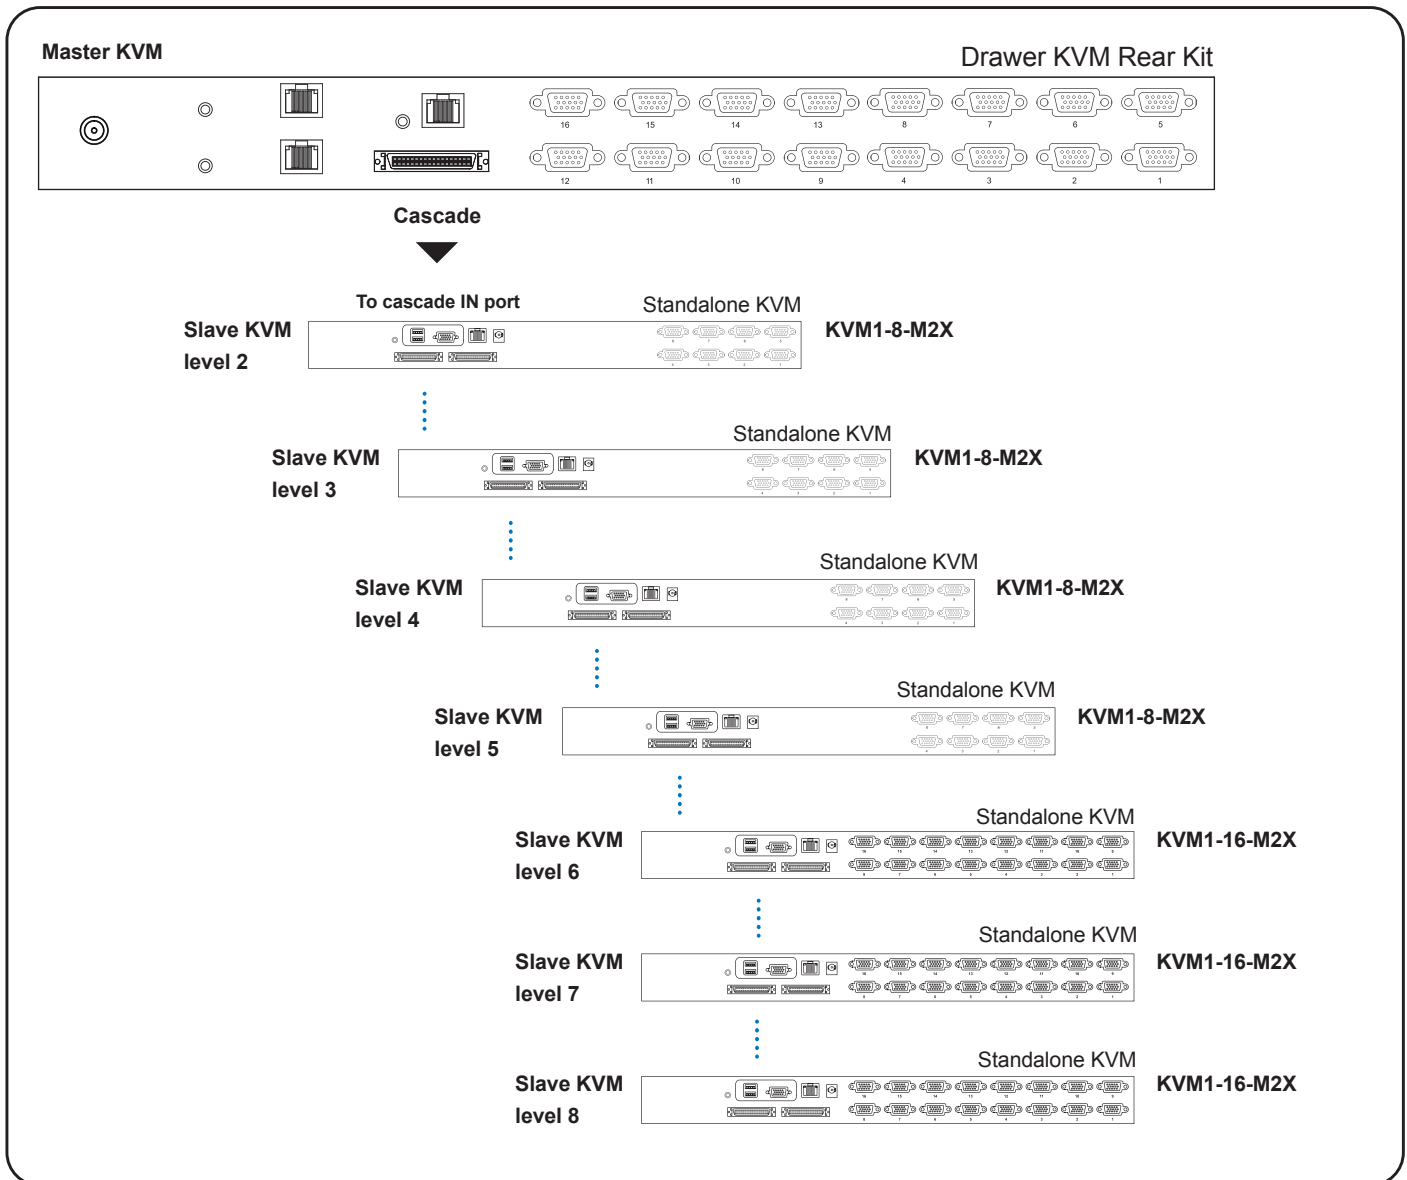 Master KVM
Drawer KVM Rear Kit
16 15 14 13 8 7 6 5
12 11 10 9 4 3 2 1
Cascade
To cascade IN port
Standalone KVM
Slave KVM
level 2
KVM1-8-M2X
Standalone KVM
Slave KVM
level 3
KVM1-8-M2X
Standalone KVM
Slave KVM
level 4
KVM1-8-M2X
Standalone KVM
Slave KVM
level 5
KVM1-8-M2X
Standalone KVM
Slave KVM
level 6
KVM1-16-M2X
Standalone KVM
Slave KVM
level 7
KVM1-16-M2X
Standalone KVM
Slave KVM
level 8
KVM1-16-M2X